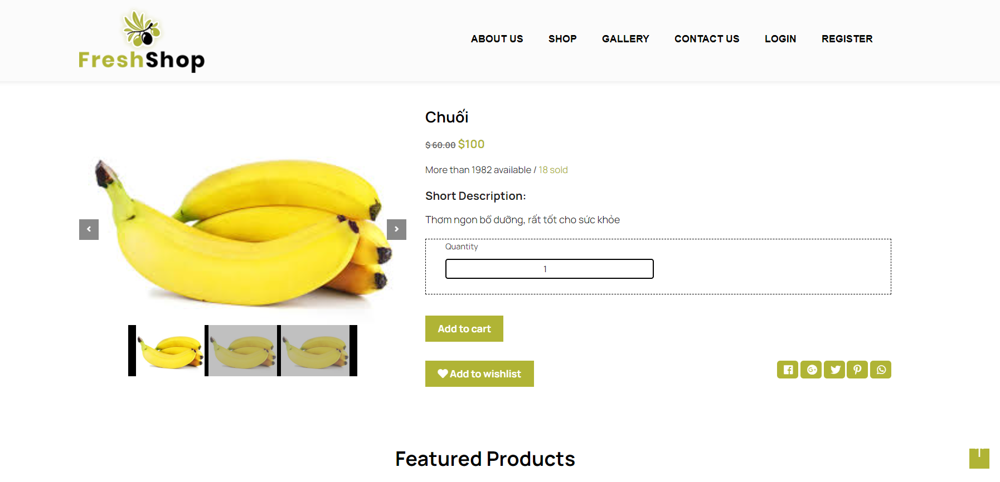 FreshShop
ABOUT US SHOP GALLERY CONTACT US LOGIN REGISTER
Chuối
$ 60.00 $100
More than 1982 available / 18 sold
Short Description:
Thơm ngon bổ dưỡng, rất tốt cho sức khỏe
Quantity
1
Add to cart
Add to wishlist
Featured Products